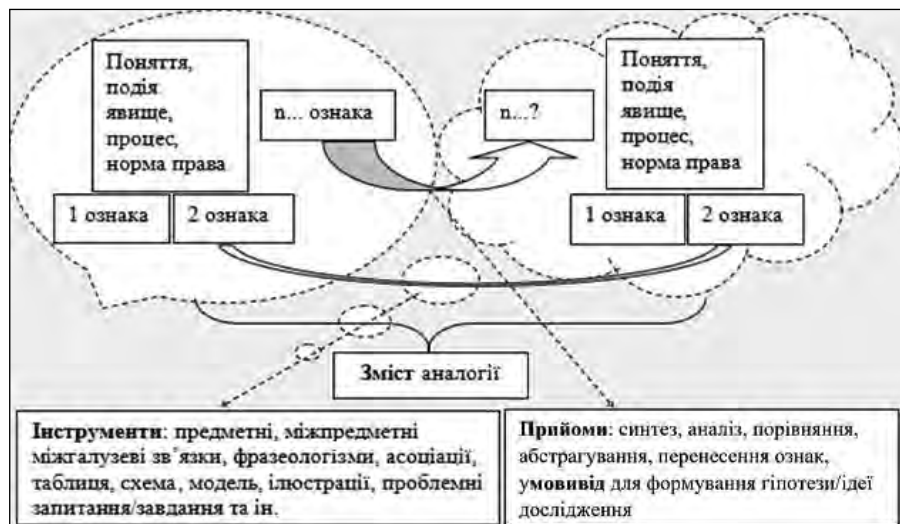 Поняття,
подія
явище,
процес,
норма права
n... ознака
1 ознака
2 ознака
n...?
Поняття,
подія
явище,
процес,
норма права
1 ознака
2 ознака
Зміст аналогії
Інструменти: предметні, міжпредметні
міжгалузеві зв’язки, фразеологізми, асоціації,
таблиця, схема, модель, ілюстрації, проблемні
запитання/завдання та ін.
Прийоми: синтез, аналіз, порівняння,
абстрагування, перенесення ознак,
умовивід для формування гіпотези/ідеї
дослідження